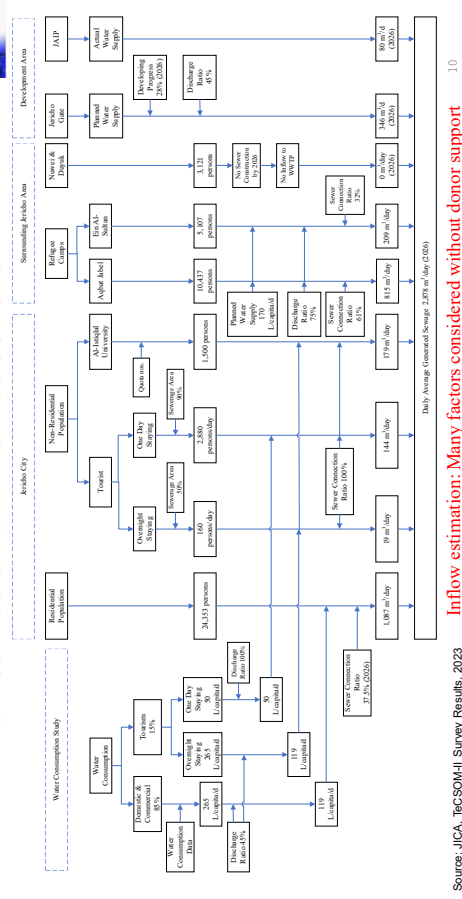 Water Consumption Study
Jericho City
Surrounding Jericho Area
Development Area
Water
Consumption
Residential
Population
Non-Residential
Population
Refugee
Camps
Nuwei &
Duyuk
Jericho
Gate
JAIP
Domestic &
Commercial
85%
Tourism
15%
Tourist
Al-Istiqlal
University
Aqbat Jabel
Ein Al-
Sultan
Planned
Water
Supply
Actual
Water
Supply
Water
Consumption
Data
Overnight
Staying
265
L/capita/d
One Day
Staying
50
L/capita/d
Overnight
Staying
One Day
Staying
Quota nos.
Developing
Progress
28% (2026)
Sewerage Area
50%
Sewerage Area
90%
265
L/capita/d
24,353 persons
160
persons/day
2,880
persons/day
1,500 persons
10,437
persons
5,107
persons
3,121
persons
Discharge
Ratio
45%
Discharge Ratio 45%
Discharge
Ratio 100%
Planned
Water
Supply
170
L/capita/d
No Sewer
Construction
by 2026
50
L/capita/d
119
L/capita/d
Discharge
Ratio
75%
No Inflow to
WWTP
119
L/capita/d
Sewer Connection
Ratio
37.5% (2026)
Sewer Connection
Ratio 100%
Sewer
Connection
Ratio
61%
Sewer
Connection
Ratio
32%
1,087 m³/day
19 m³/day
144 m³/day
179 m³/day
815 m³/day
209 m³/day
0 m³/day
(2026)
346 m³/d
(2026)
80 m³/d
(2026)
Daily Average Generated Sewage 2,878 m³/day (2026)
Inflow estimation: Many factors considered without donor support
Source: JICA, TeCSOM-II Survey Results, 2023
10